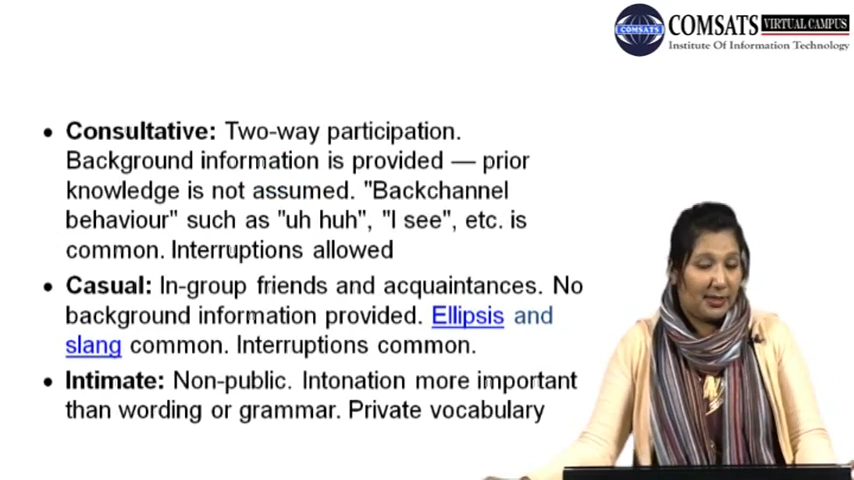 COMSATS
COMSATS VIRTUAL CAMPUS
Institute Of Information Technology
• Consultative: Two-way participation.
Background information is provided — prior
knowledge is not assumed. "Backchannel
behaviour" such as "uh huh", "I see", etc. is
common. Interruptions allowed
• Casual: In-group friends and acquaintances. No
background information provided. Ellipsis and
slang common. Interruptions common.
• Intimate: Non-public. Intonation more important
than wording or grammar. Private vocabulary